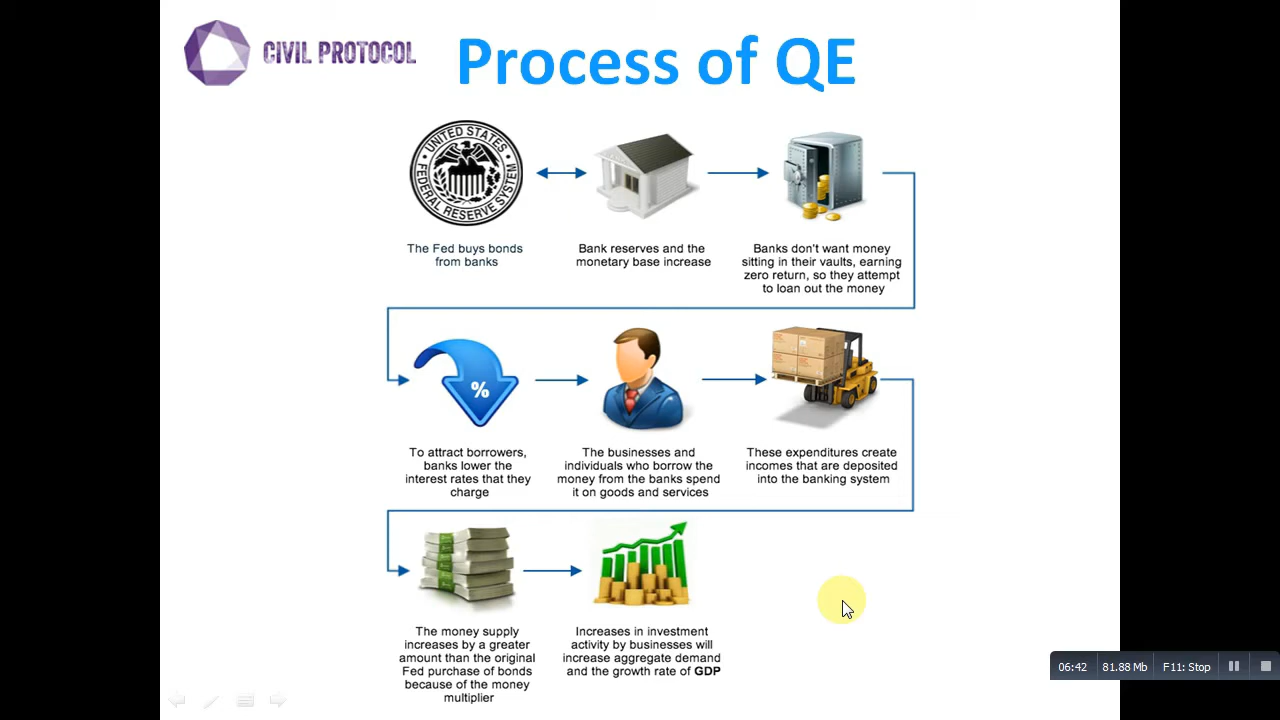 CIVIL PROTOCOL
Process of QE
UNITED STATES
FEDERAL RESERVE SYSTEM
The Fed buys bonds
from banks
Bank reserves and the
monetary base increase
Banks don't want money
sitting in their vaults, earning
zero return, so they attempt
to loan out the money
%
To attract borrowers,
banks lower the
interest rates that they
charge
The businesses and
individuals who borrow the
money from the banks spend
it on goods and services
These expenditures create
incomes that are deposited
into the banking system
The money supply
increases by a greater
amount than the original
Fed purchase of bonds
because of the money
multiplier
Increases in investment
activity by businesses will
increase aggregate demand
and the growth rate of GDP
06:42 81.88 Mb F11: Stop